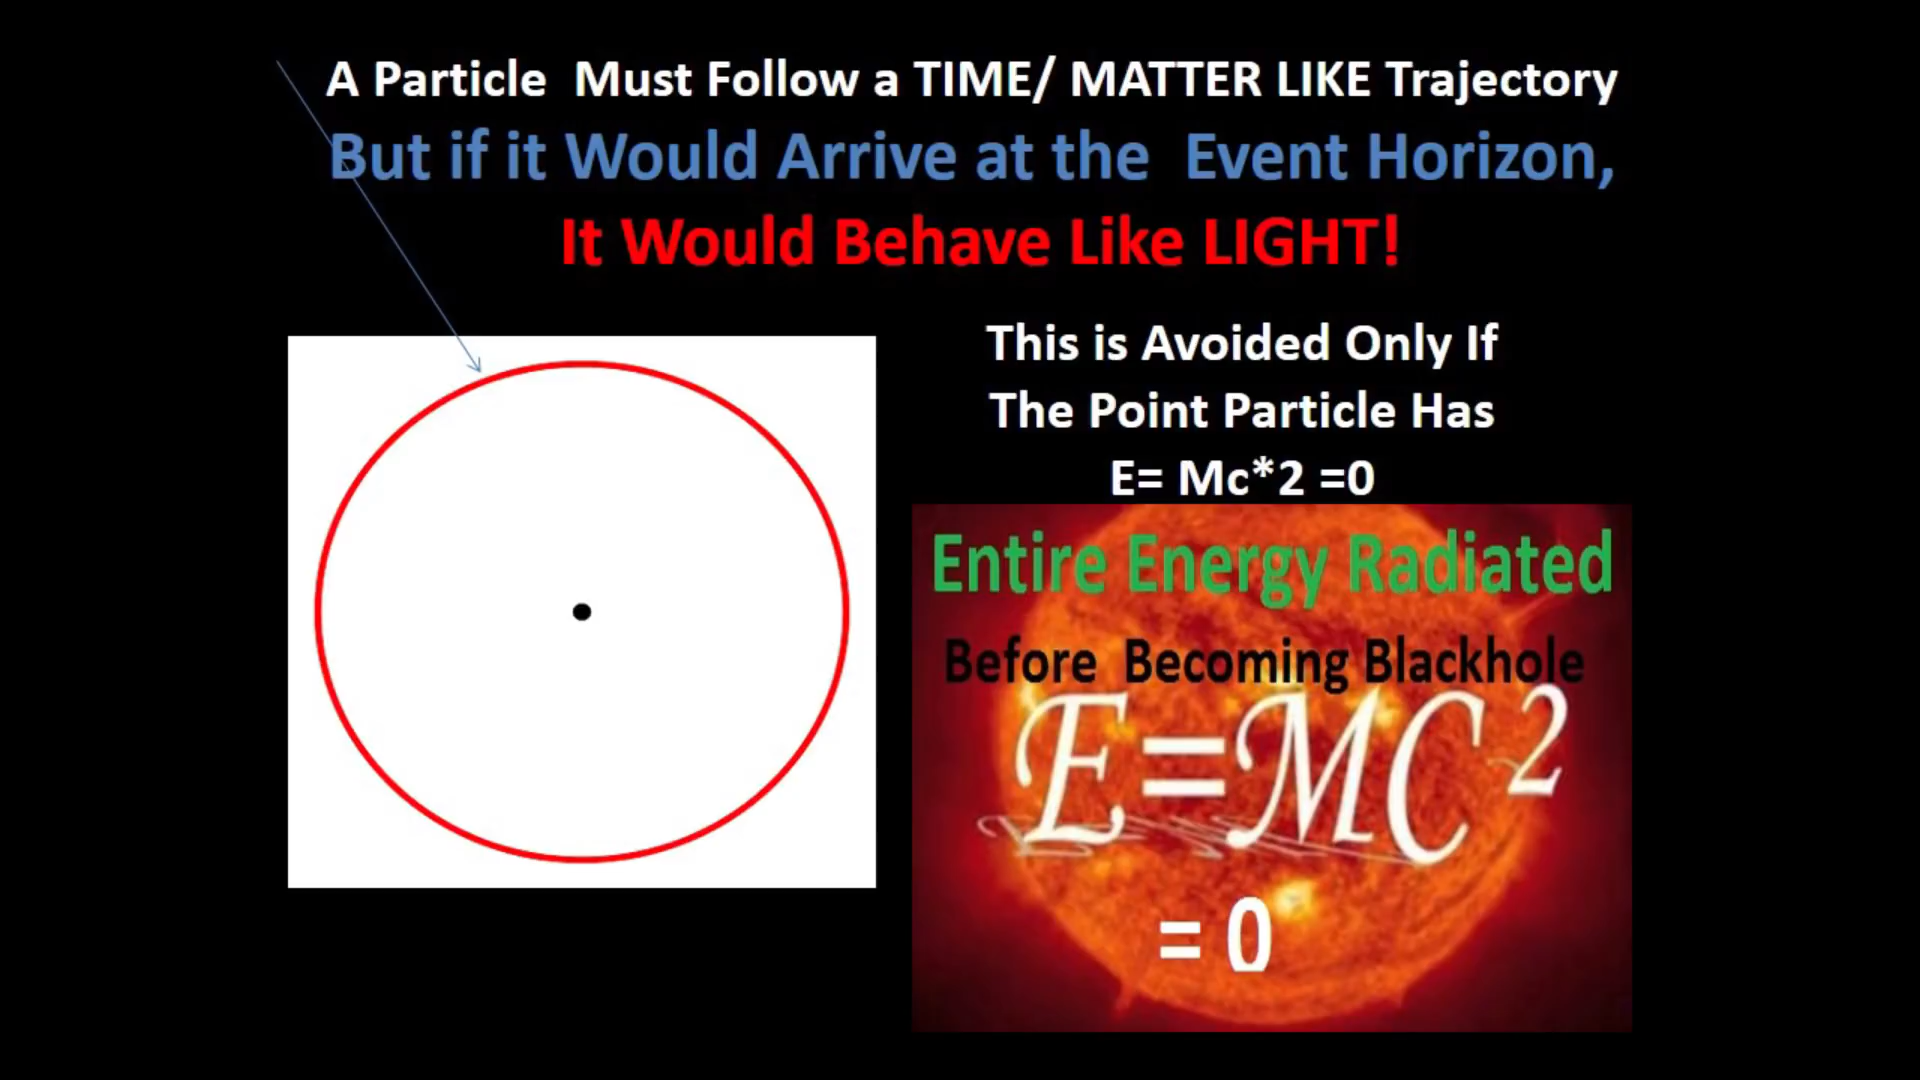 A Particle  Must Follow a TIME/ MATTER LIKE Trajectory
But if it Would Arrive at the  Event Horizon,
It Would Behave Like LIGHT!
This is Avoided Only If
The Point Particle Has
E= Mc*2 =0
Entire Energy Radiated
Before  Becoming Blackhole
E=MC²
= 0